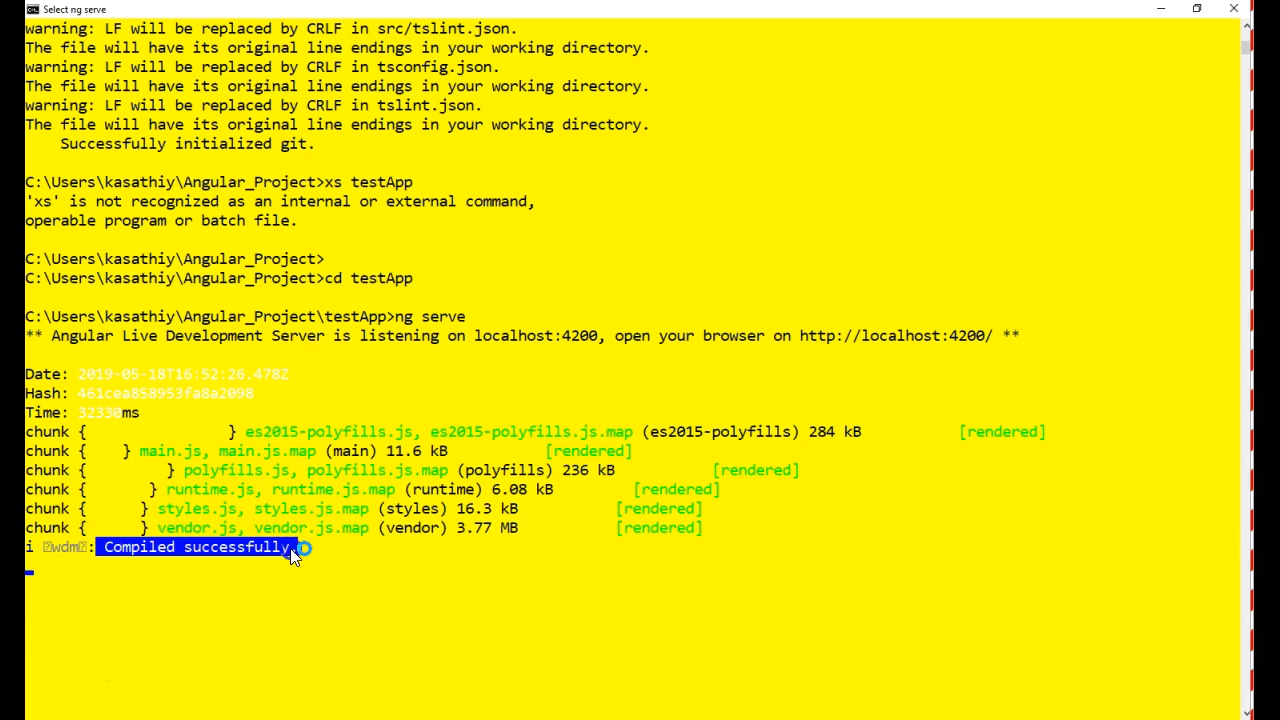 Select ng serve
warning: LF will be replaced by CRLF in src/tslint.json.
The file will have its original line endings in your working directory.
warning: LF will be replaced by CRLF in tsconfig.json.
The file will have its original line endings in your working directory.
warning: LF will be replaced by CRLF in tslint.json.
The file will have its original line endings in your working directory.
Successfully initialized git.
C:\Users\kasathiy\Angular_Project>xs testApp
'xs' is not recognized as an internal or external command,
operable program or batch file.
C:\Users\kasathiy\Angular_Project>
C:\Users\kasathiy\Angular_Project>cd testApp
C:\Users\kasathiy\Angular_Project\testApp>ng serve
** Angular Live Development Server is listening on localhost:4200, open your browser on http://localhost:4200/ **
Date: 2019-05-18T16:52:26.478Z
Hash: 461cea858953fa8a2098
Time: 32330ms
chunk { } es2015-polyfills.js, es2015-polyfills.js.map (es2015-polyfills) 284 kB [rendered]
chunk { } main.js, main.js.map (main) 11.6 kB [rendered]
chunk { } polyfills.js, polyfills.js.map (polyfills) 236 kB [rendered]
chunk { } runtime.js, runtime.js.map (runtime) 6.08 kB [rendered]
chunk { } styles.js, styles.js.map (styles) 16.3 kB [rendered]
chunk { } vendor.js, vendor.js.map (vendor) 3.77 MB [rendered]
i wdm: Compiled successfully.